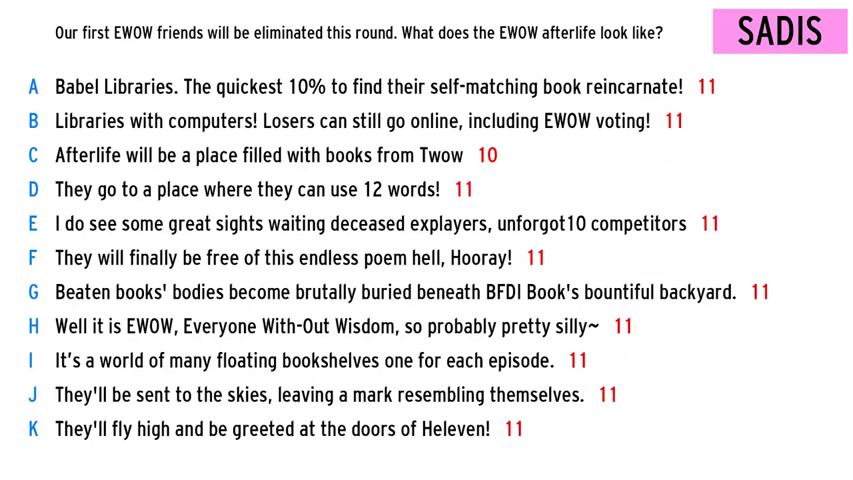 Our first EWOW friends will be eliminated this round. What does the EWOW afterlife look like?
SADIS
A Babel Libraries. The quickest 10% to find their self-matching book reincarnate! 11
B Libraries with computers! Losers can still go online, including EWOW voting! 11
C Afterlife will be a place filled with books from Twow 10
D They go to a place where they can use 12 words! 11
E I do see some great sights waiting deceased explayers, unforgot10 competitors 11
F They will finally be free of this endless poem hell, Hooray! 11
G Beaten books' bodies become brutally buried beneath BFDI Book's bountiful backyard. 11
H Well it is EWOW, Everyone With-Out Wisdom, so probably pretty silly~ 11
I It’s a world of many floating bookshelves one for each episode. 11
J They'll be sent to the skies, leaving a mark resembling themselves. 11
K They'll fly high and be greeted at the doors of Heleven! 11